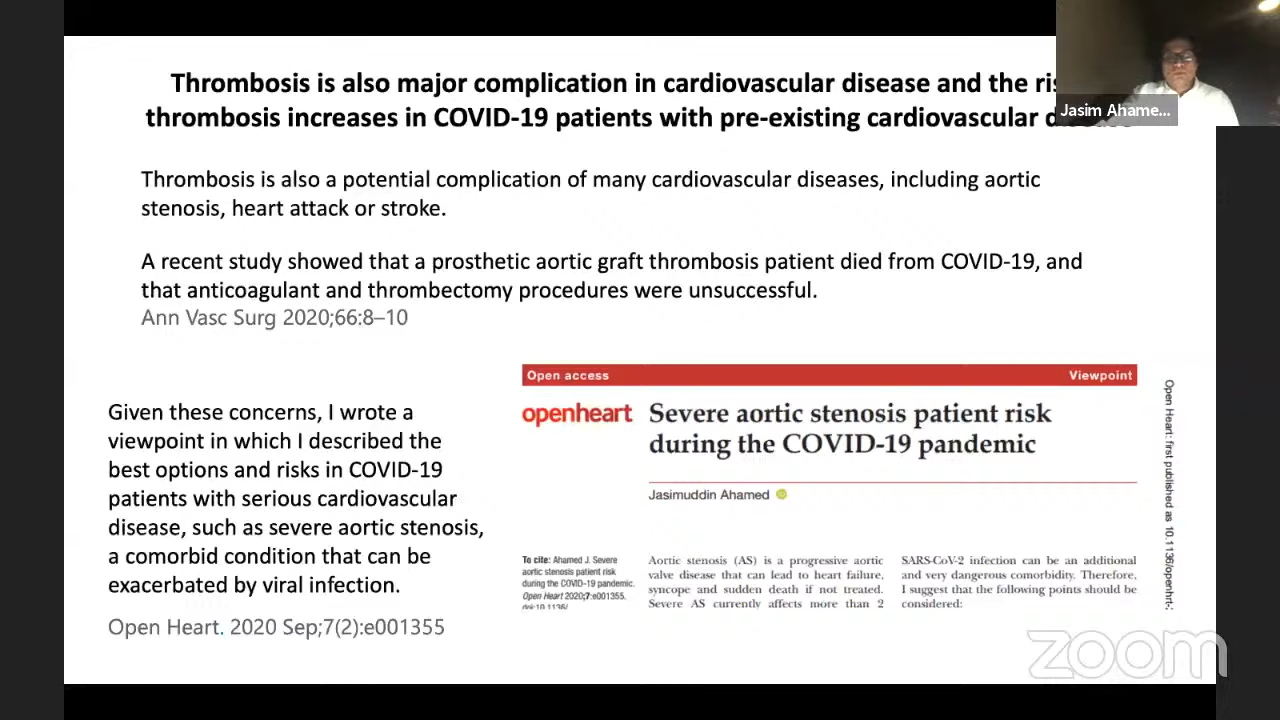 Thrombosis is also major complication in cardiovascular disease and the
thrombosis increases in COVID-19 patients with pre-existing cardiovascular
Jasim Ahame...
Thrombosis is also a potential complication of many cardiovascular diseases, including aortic
stenosis, heart attack or stroke.
A recent study showed that a prosthetic aortic graft thrombosis patient died from COVID-19, and
that anticoagulant and thrombectomy procedures were unsuccessful.
Ann Vasc Surg 2020;66:8–10
Given these concerns, I wrote a
viewpoint in which I described the
best options and risks in COVID-19
patients with serious cardiovascular
disease, such as severe aortic stenosis,
a comorbid condition that can be
exacerbated by viral infection.
Open Heart. 2020 Sep;7(2):e001355
Open access
Viewpoint
openheart
Severe aortic stenosis patient risk
during the COVID-19 pandemic
Jasimuddin Ahamed
To cite: Ahamed J. Severe
aortic stenosis patient risk
during the COVID-19 pandemic.
Open Heart 2020;7:e001355.
doi:10.1136/
Aortic stenosis (AS) is a progressive aortic
valve disease that can lead to heart failure,
syncope and sudden death if not treated.
Severe AS currently affects more than 2
SARS-CoV-2 infection can be an additional
and very dangerous comorbidity. Therefore,
I suggest that the following points should be
considered:
Open Heart: first published as 10.1136/openhrt-
zoom